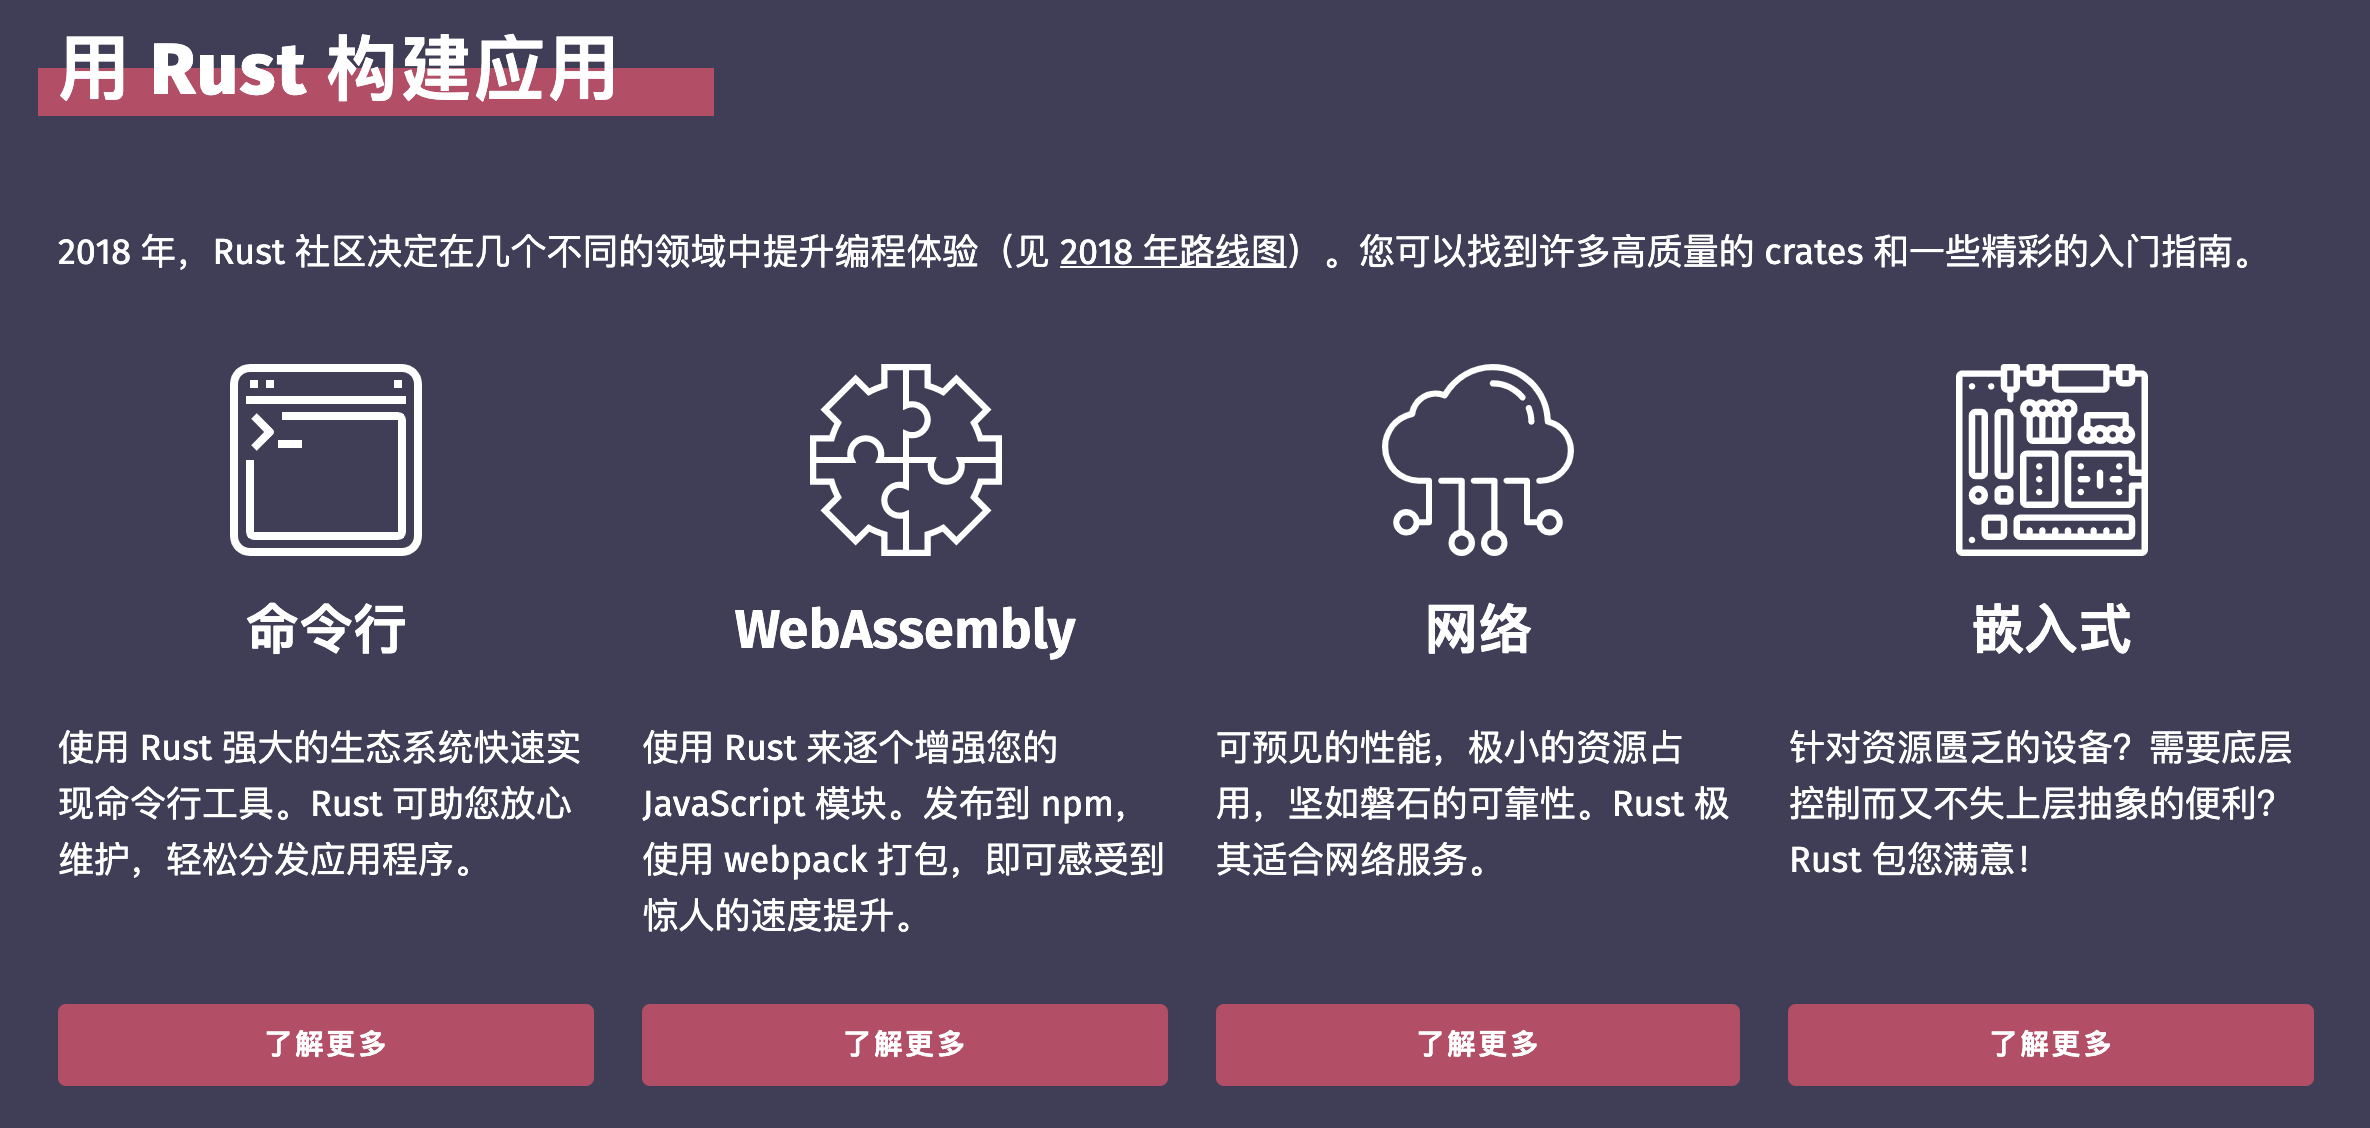 用 Rust 构建应用
2018 年，Rust 社区决定在几个不同的领域中提升编程体验（见 2018 年路线图）。您可以找到许多高质量的 crates 和一些精彩的入门指南。
命令行
使用 Rust 强大的生态系统快速实
现命令行工具。Rust 可助您放心
维护，轻松分发应用程序。
了解更多
WebAssembly
使用 Rust 来逐个增强您的
JavaScript 模块。发布到 npm，
使用 webpack 打包，即可感受到
惊人的速度提升。
了解更多
网络
可预见的性能，极小的资源占
用，坚如磐石的可靠性。Rust 极
其适合网络服务。
了解更多
嵌入式
针对资源匮乏的设备？需要底层
控制而又不失上层抽象的便利？
Rust 包您满意！
了解更多